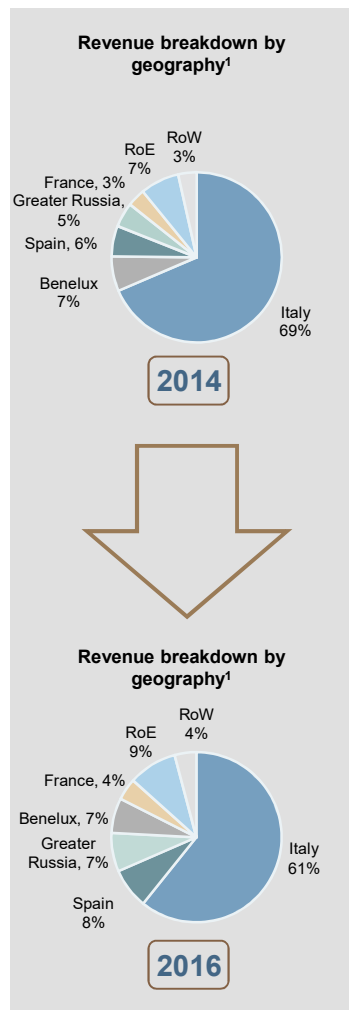 Revenue breakdown by
geography¹
RoW
3%
RoE
7%
France, 3%
Greater Russia,
5%
Spain, 6%
Benelux
7%
Italy
69%
2014
Revenue breakdown by
geography¹
RoW
4%
RoE
9%
France, 4%
Benelux, 7%
Greater
Russia, 7%
Italy
61%
Spain
8%
2016